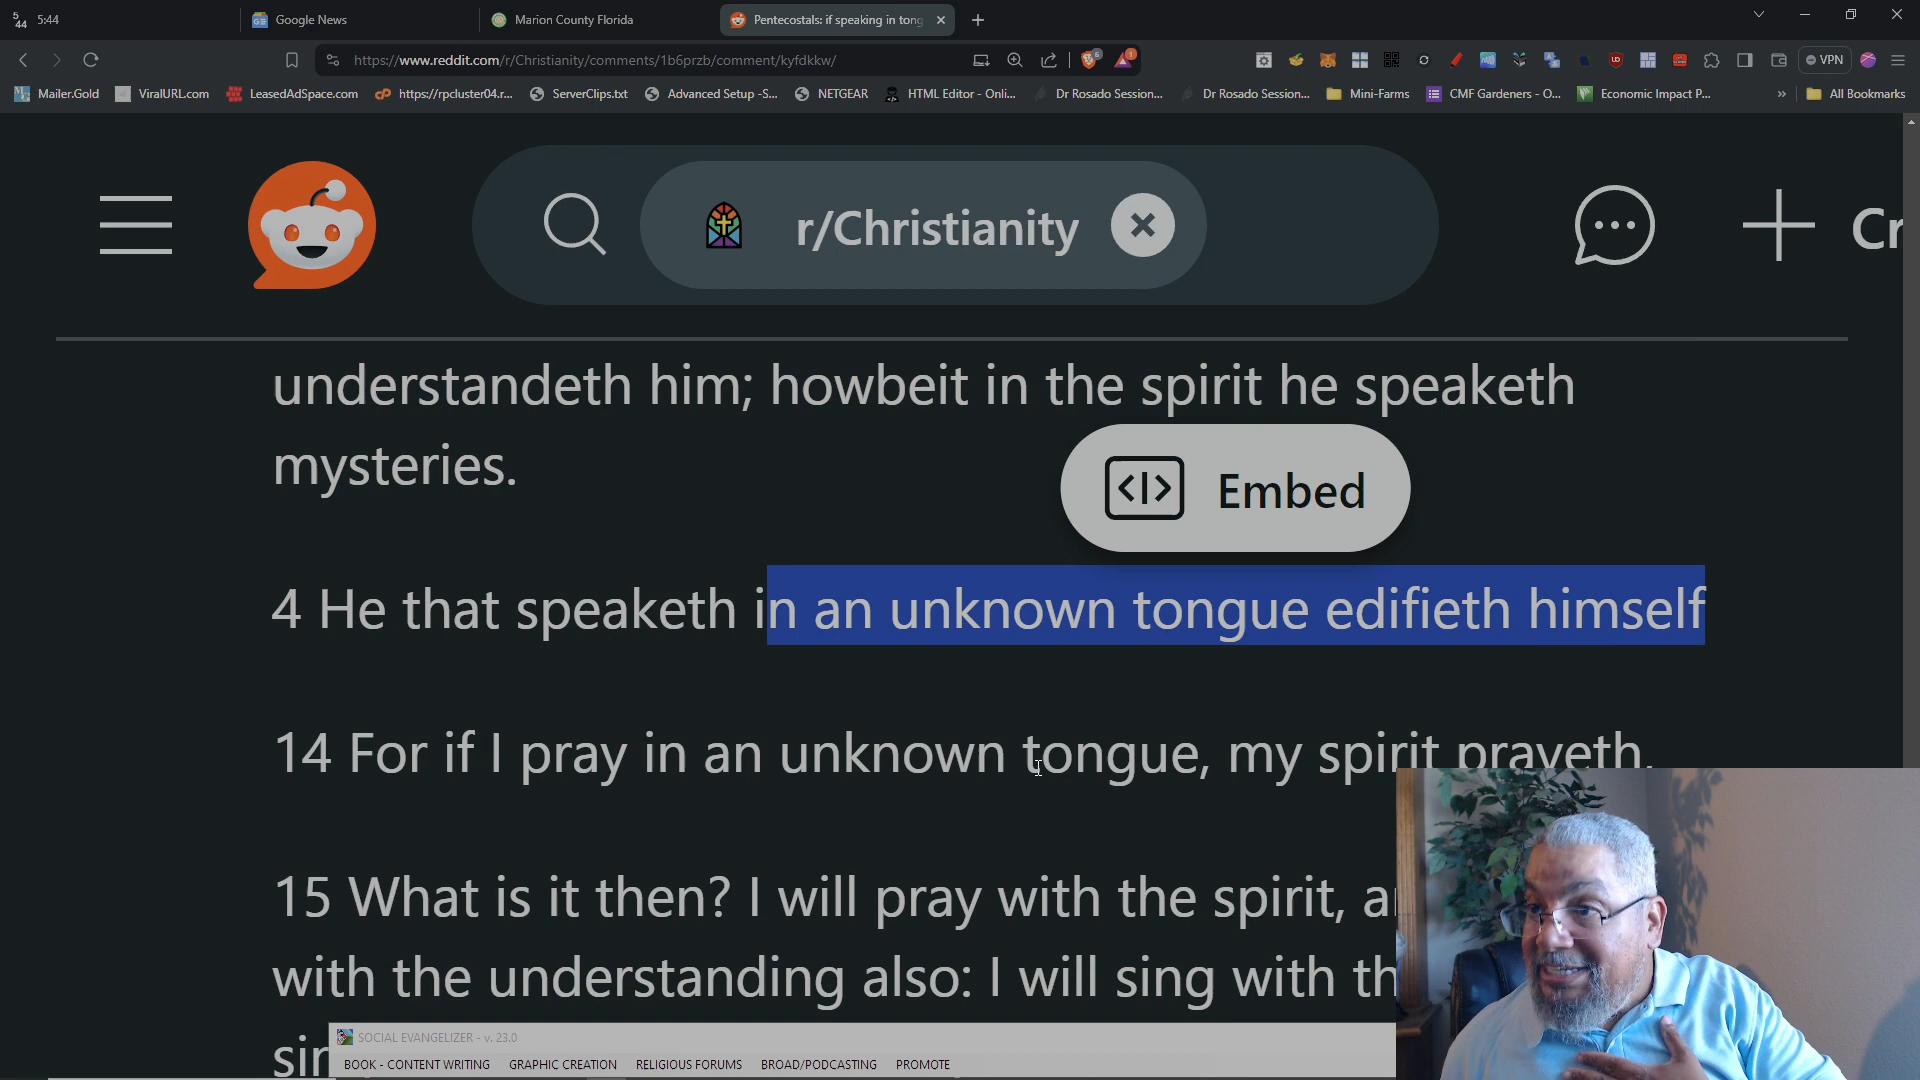 5:44
Google News
Marion County Florida
Pentecostals: if speaking in tong
https://www.reddit.com/r/Christianity/comments/1b6przb/comment/kyfdkkw/
VPN
Mailer.Gold
ViralURL.com
LeasedAdSpace.com
https://rpcluster04.r...
ServerClips.txt
Advanced Setup -S...
NETGEAR
HTML Editor - Onli...
Dr Rosado Session...
Dr Rosado Session...
Mini-Farms
CMF Gardeners - O...
Economic Impact P...
All Bookmarks
r/Christianity
Cr
understandeth him; howbeit in the spirit he speaketh
mysteries.
Embed
4 He that speaketh in an unknown tongue edifieth himself
14 For if I pray in an unknown tongue, my spirit prayeth,
15 What is it then? I will pray with the spirit, a
with the understanding also: I will sing with th
SOCIAL EVANGELIZER - v. 23.0
BOOK - CONTENT WRITING GRAPHIC CREATION RELIGIOUS FORUMS BROAD/PODCASTING PROMOTE